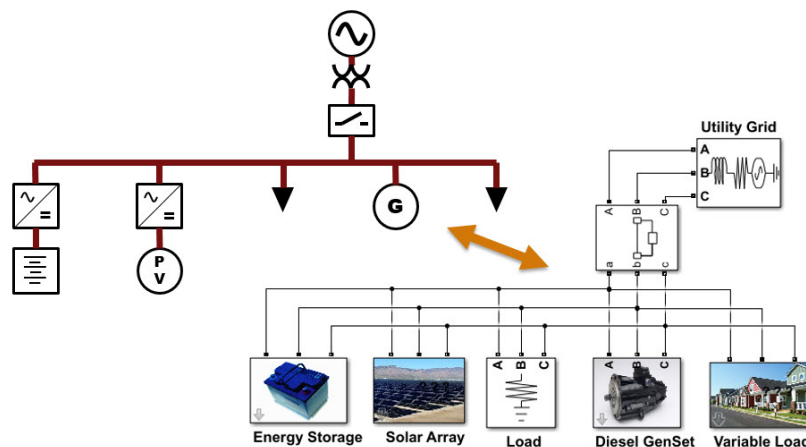 Utility Grid
A
B
C
A B C
a b c
G
P
V
A B C
A B C
Energy Storage
Solar Array
Load
Diesel GenSet
Variable Load